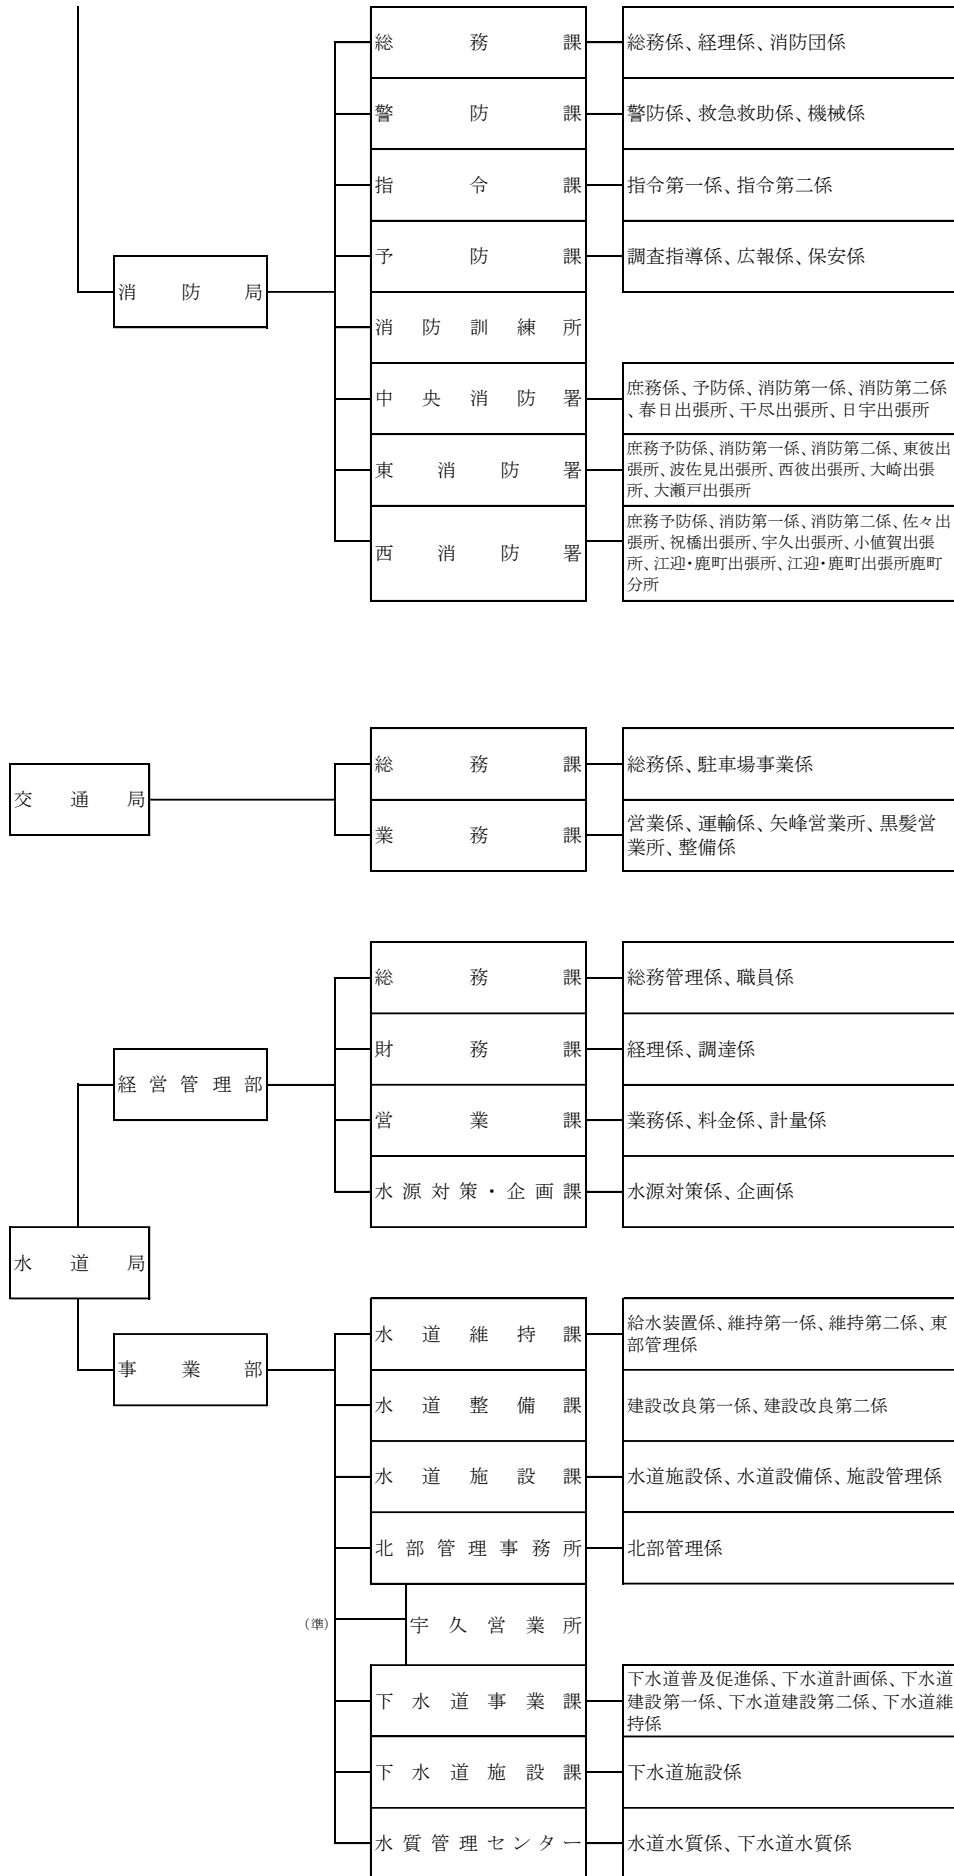 総務課
総務係、経理係、消防団係
警防課
警防係、救急救助係、機械係
指令課
指令第一係、指令第二係
消防局
予防課
調査指導係、広報係、保安係
消防訓練所
中央消防署
庶務係、予防係、消防第一係、消防第二係
、春日出張所、干尽出張所、日宇出張所
東消防署
庶務予防係、消防第一係、消防第二係、東彼出
張所、波佐見出張所、西彼出張所、大崎出張
所、大瀬戸出張所
西消防署
庶務予防係、消防第一係、消防第二係、佐々出
張所、祝橋出張所、宇久出張所、小値賀出張
所、江迎・鹿町出張所、江迎・鹿町出張所鹿町
分所
交通局
総務課
総務係、駐車場事業係
業務課
営業係、運輸係、矢峰営業所、黒髪営
業所、整備係
水道局
経営管理部
総務課
総務管理係、職員係
財務課
経理係、調達係
営業課
業務係、料金係、計量係
水源対策・企画課
水源対策係、企画係
事業部
水道維持課
給水装置係、維持第一係、維持第二係、東
部管理係
水道整備課
建設改良第一係、建設改良第二係
水道施設課
水道施設係、水道設備係、施設管理係
北部管理事務所
北部管理係
(準)
宇久営業所
下水道事業課
下水道普及促進係、下水道計画係、下水道
建設第一係、下水道建設第二係、下水道維
持係
下水道施設課
下水道施設係
水質管理センター
水道水質係、下水道水質係